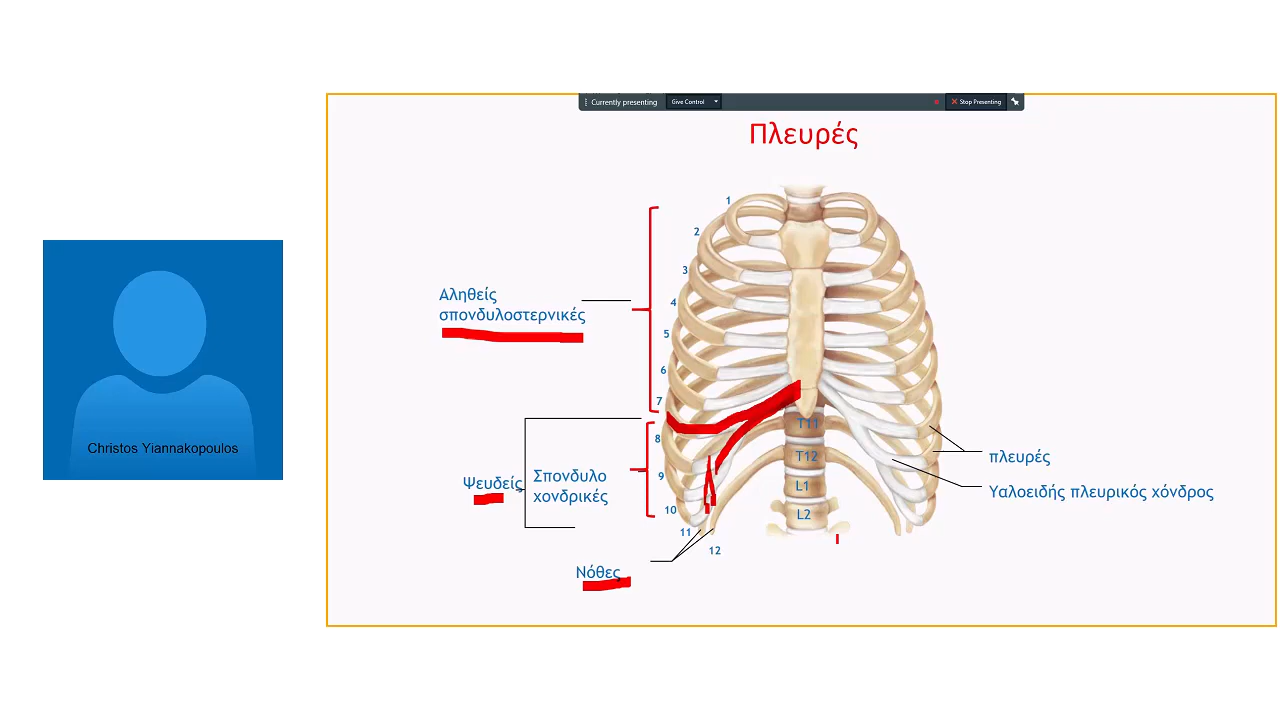 Currently presenting
Give Control
Stop Presenting
Πλευρές
1
2
3
4
5
6
7
8
9
10
11
12
Αληθείς
σπονδυλοστερνικές
Ψευδείς
Σπονδυλο
χονδρικές
Νόθες
T11
T12
L1
L2
πλευρές
Υαλοειδής πλευρικός χόνδρος
Christos Yiannakopoulos